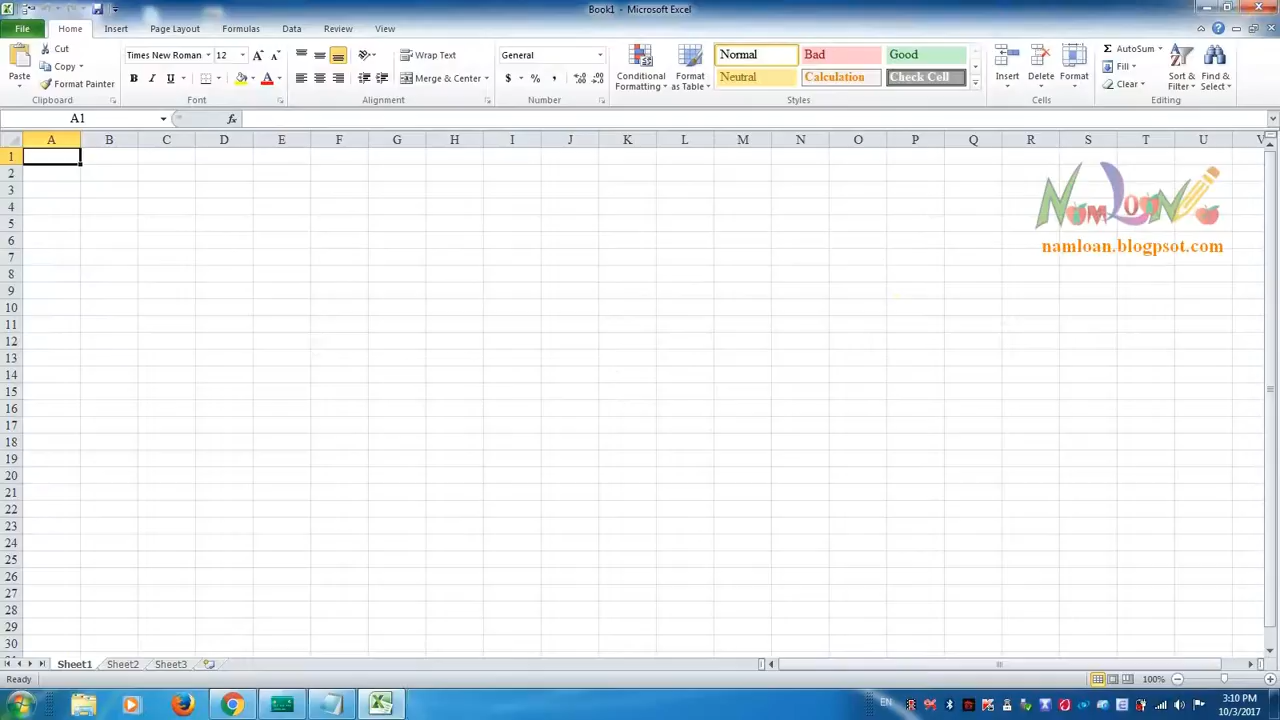 Book1 - Microsoft Excel
File Home Insert Page Layout Formulas Data Review View
Paste
Cut
Copy
Format Painter
Clipboard
Times New Roman 12
B I U
Font
Wrap Text
Merge & Center
Alignment
General
$ % ,
Number
Conditional Formatting
Format as Table
Normal Bad Good
Neutral Calculation Check Cell
Styles
Insert Delete Format
Cells
AutoSum
Fill
Clear
Sort & Filter
Find & Select
Editing
A1 fx
A B C D E F G H I J K L M N O P Q R S T U V
1
2
3
4
5
6
7
8
9
10
11
12
13
14
15
16
17
18
19
20
21
22
23
24
25
26
27
28
29
30
NamLoan
namloan.blogpsot.com
Sheet1 Sheet2 Sheet3
Ready 100%
EN 3:10 PM
10/3/2017